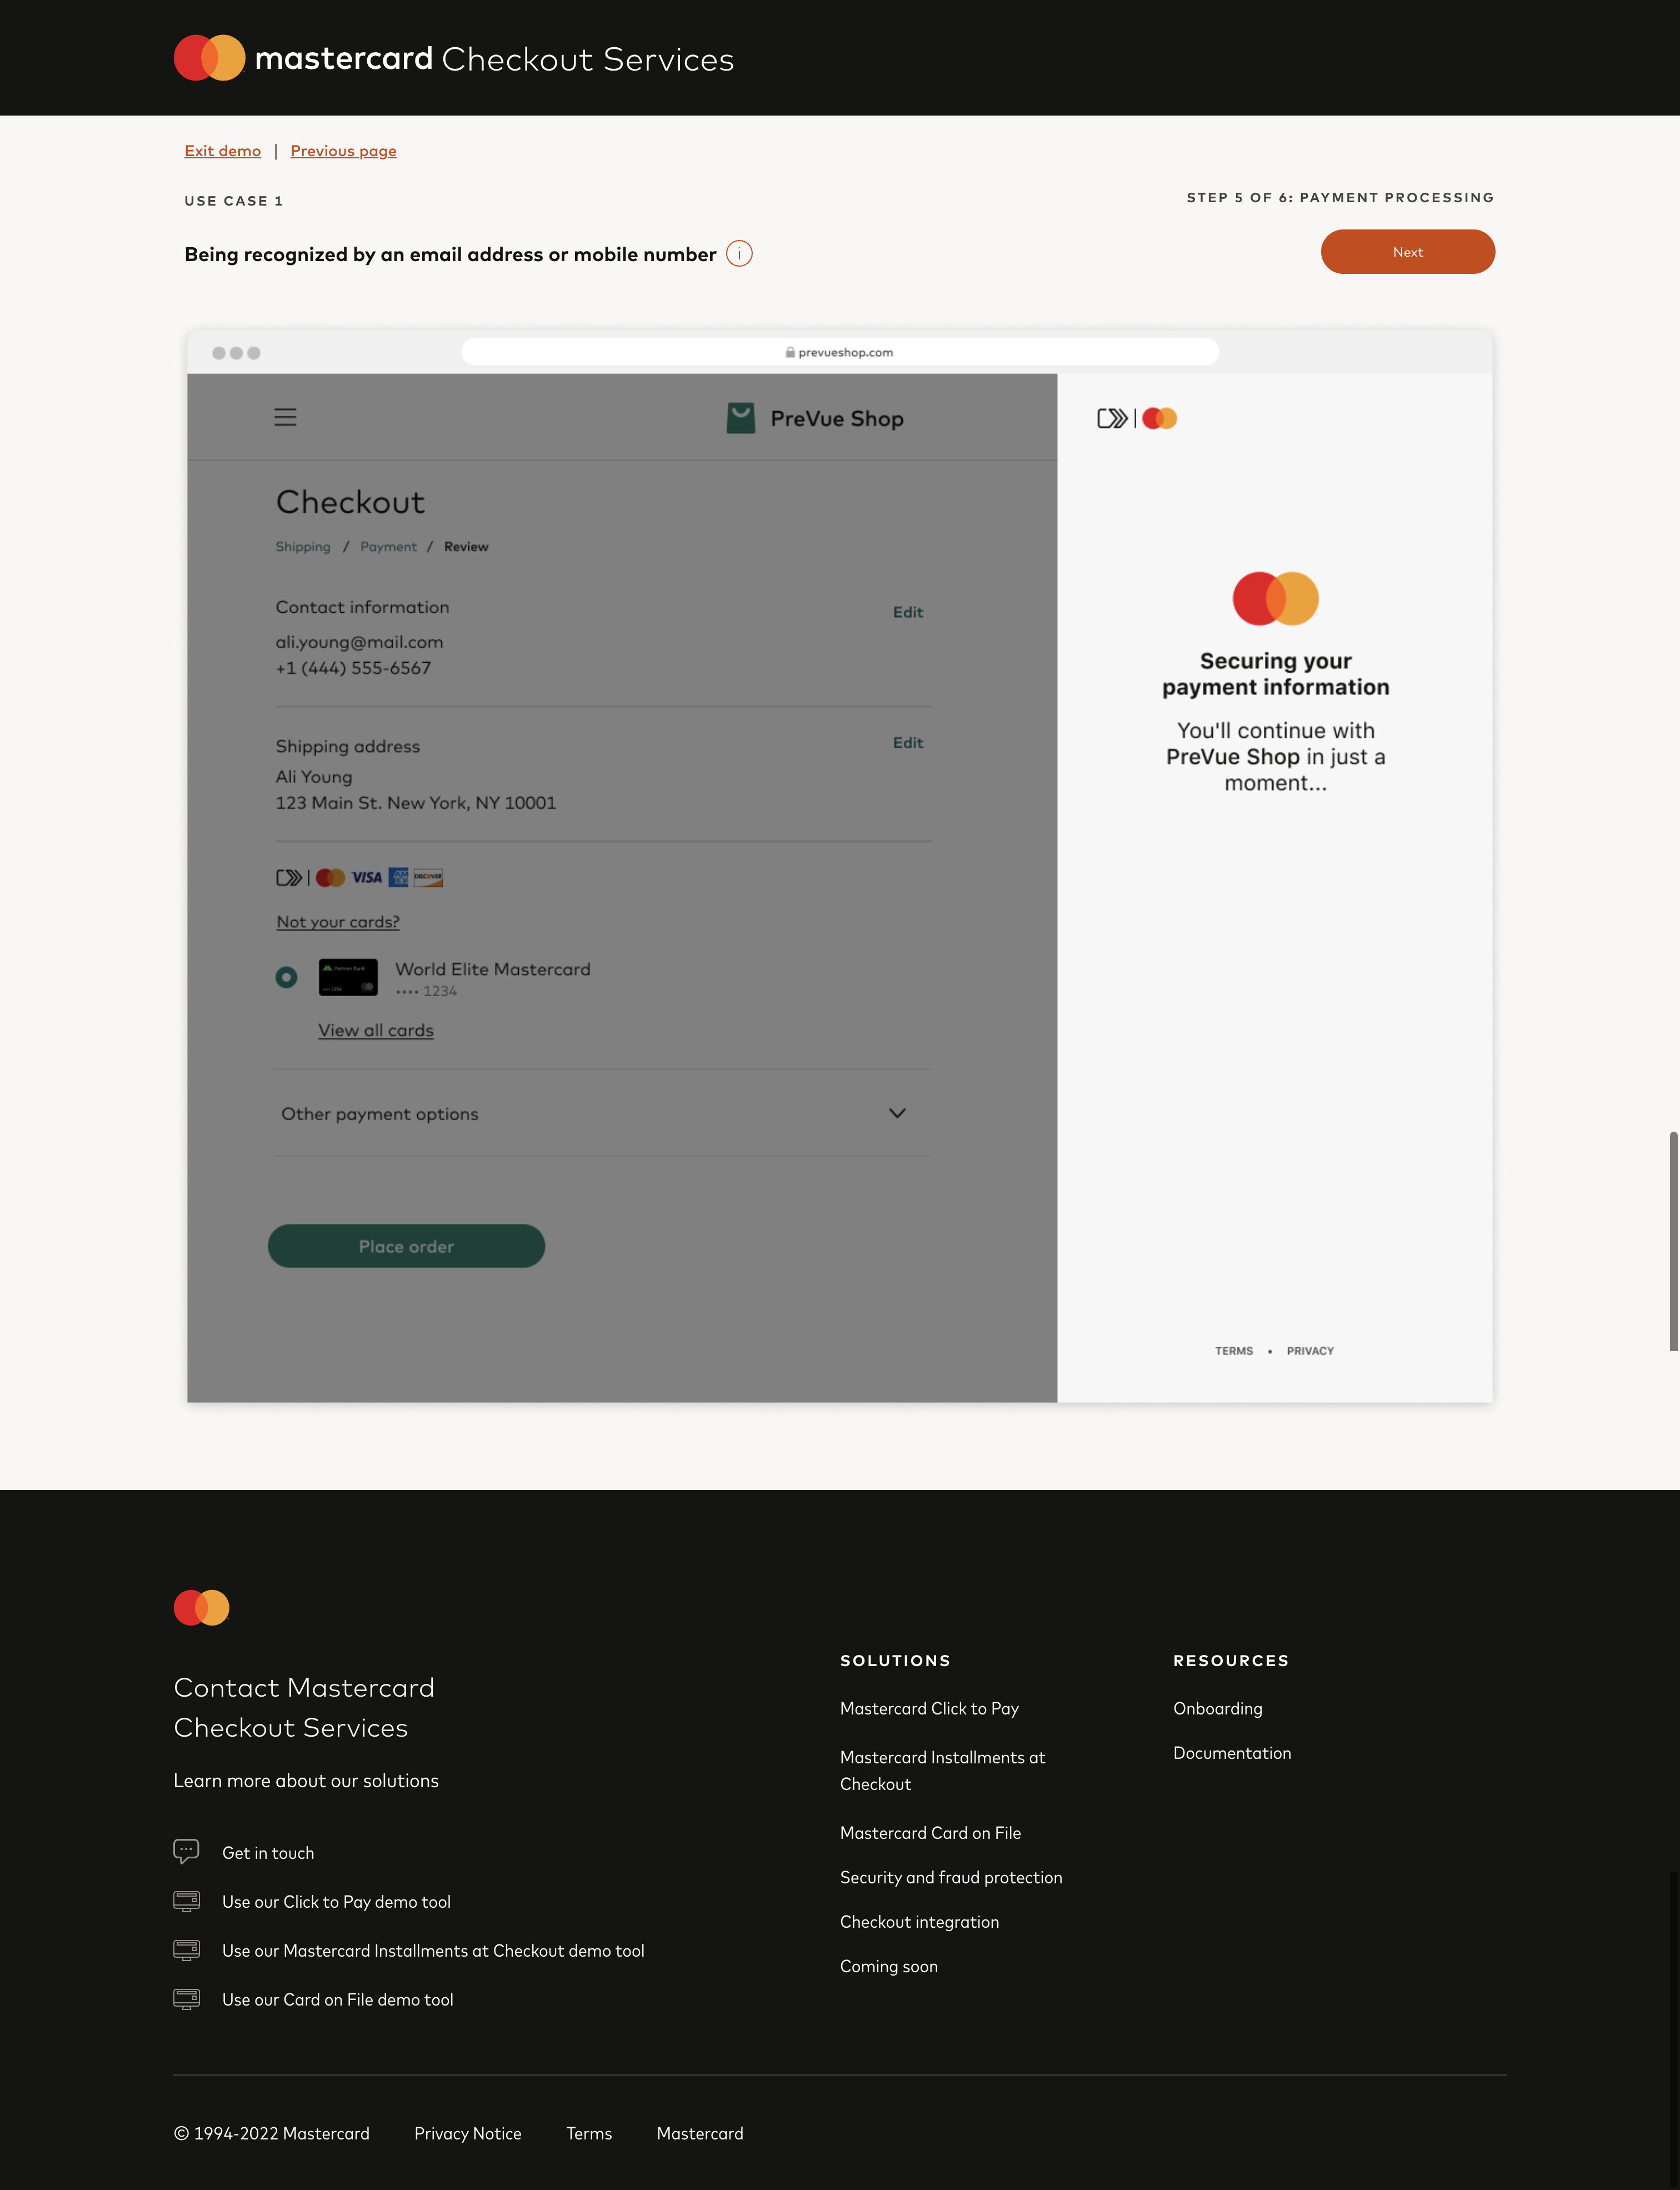 mastercard Checkout Services
Exit demo | Previous page
USE CASE 1
STEP 5 OF 6: PAYMENT PROCESSING
Being recognized by an email address or mobile number i
Next
prevueshop.com
PreVue Shop
Checkout
Shipping / Payment / Review
Contact information
Edit
ali.young@mail.com
+1 (444) 555-6567
Shipping address
Edit
Ali Young
123 Main St. New York, NY 10001
VISA
DISCOVER
Not your cards?
Partner Bank
World Elite Mastercard
•••• 1234
View all cards
Other payment options
Place order
Securing your
payment information
You'll continue with
PreVue Shop in just a
moment...
TERMS • PRIVACY
Contact Mastercard
Checkout Services
Learn more about our solutions
Get in touch
Use our Click to Pay demo tool
Use our Mastercard Installments at Checkout demo tool
Use our Card on File demo tool
SOLUTIONS
Mastercard Click to Pay
Mastercard Installments at
Checkout
Mastercard Card on File
Security and fraud protection
Checkout integration
Coming soon
RESOURCES
Onboarding
Documentation
© 1994-2022 Mastercard
Privacy Notice
Terms
Mastercard